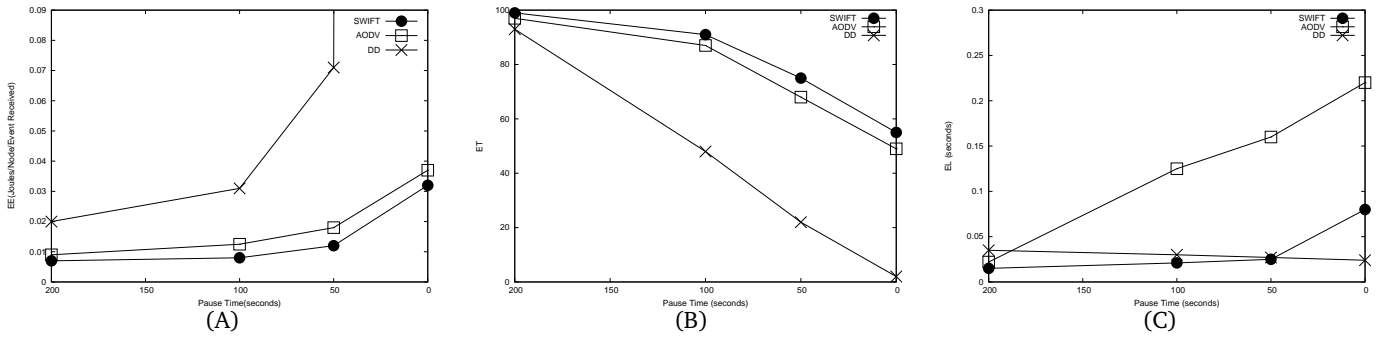 0.09
0.08
0.07
0.06
0.05
0.04
0.03
0.02
0.01
0
200
150
100
50
0
EE(Joules/Node/Event Received)
Pause Time(seconds)
SWIFT
AODV
DD
(A)
100
80
60
40
20
0
200
150
100
50
0
ET
Pause Time (seconds)
SWIFT
AODV
DD
(B)
0.3
0.25
0.2
0.15
0.1
0.05
0
200
150
100
50
0
EL (seconds)
Pause Time (seconds)
SWIFT
AODV
DD
(C)